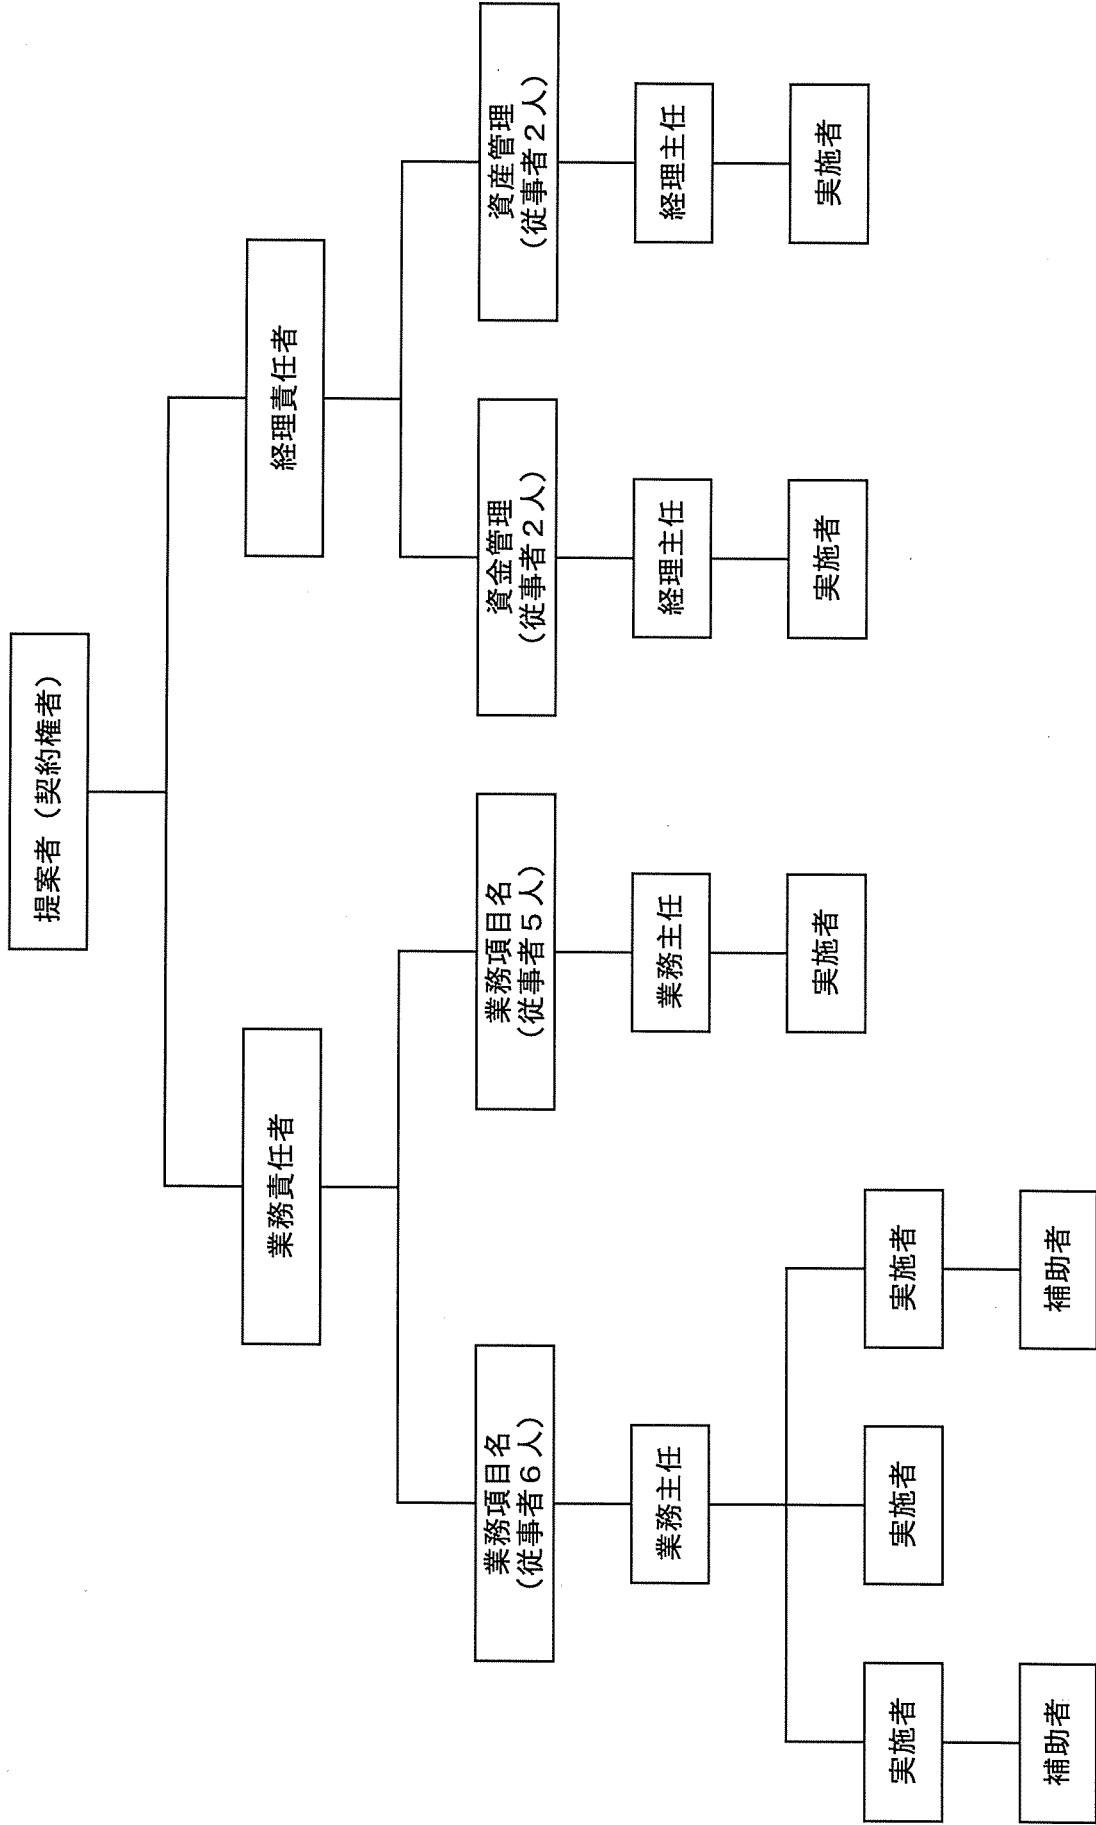 提案者（契約権者）
業務責任者
経理責任者
業務項目名
（従事者６人）
業務項目名
（従事者５人）
資金管理
（従事者２人）
資産管理
（従事者２人）
業務主任
業務主任
経理主任
経理主任
実施者
実施者
実施者
実施者
実施者
実施者
補助者
補助者